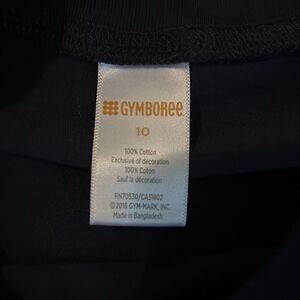 GYMBOREE
10
100% Cotton
Exclusive of decoration
100% Coton
Sauf la décoration
RN70530/CA31802
©2016 GYM-MARK, INC.
Made in Bangladesh